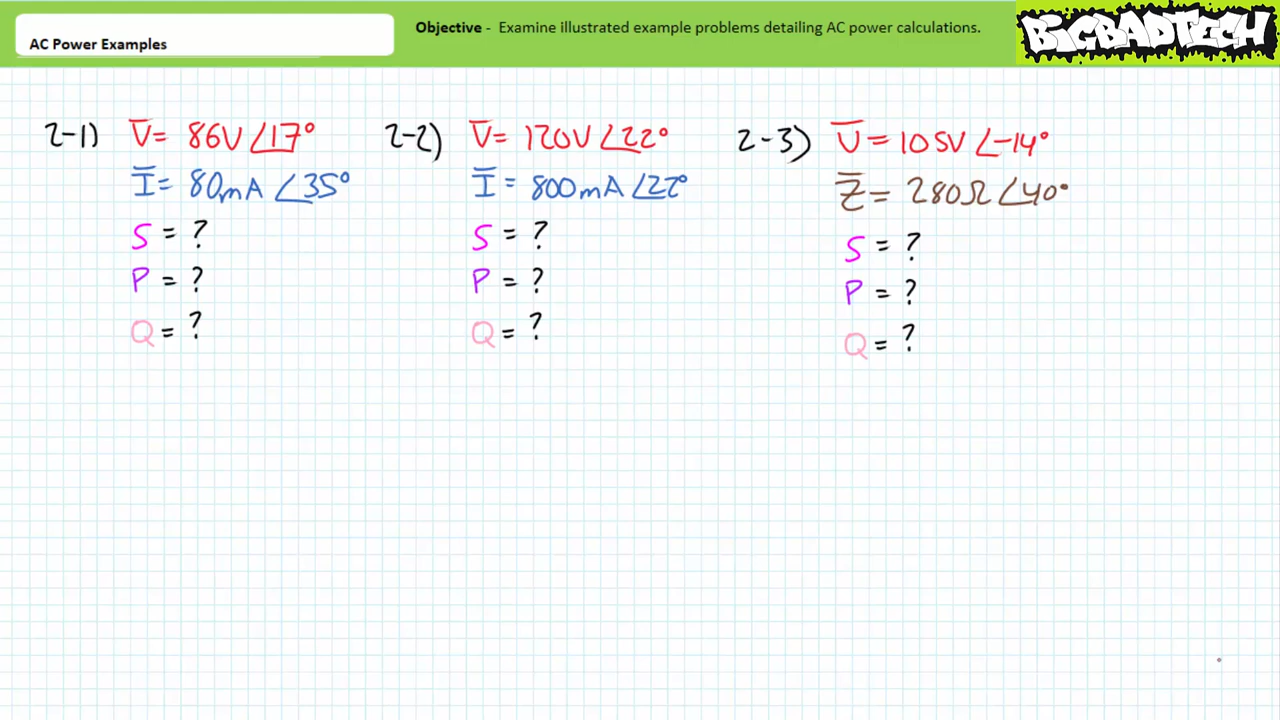 AC Power Examples
Objective - Examine illustrated example problems detailing AC power calculations.
BIGBADTECH
2-1) V̅= 86V∠17°
I̅= 80mA∠35°
S = ?
P = ?
Q = ?
2-2) V̅= 120V∠22°
I̅= 800mA∠22°
S = ?
P = ?
Q = ?
2-3) V̅= 105V∠-14°
Z̅= 280Ω∠40°
S = ?
P = ?
Q = ?